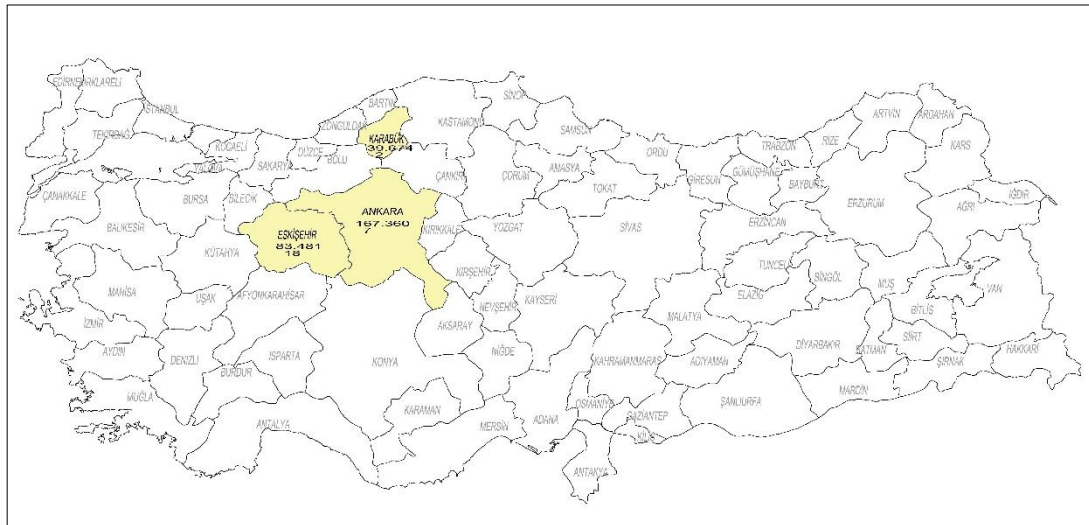 SİNOP
BARTIN
EDİRNE
KIRKLARELİ
İSTANBUL
ZONGULDAK
KASTAMONU
ARTVİN
ARDAHAN
TEKİRDAĞ
KARABÜK
39.674
2
SAMSUN
RİZE
KOCAELİ
DÜZCE
ORDU
TRABZON
KARS
SAKARYA
BOLU
YALOVA
ÇANKIRI
ÇORUM
AMASYA
GİRESUN
GÜMÜŞHANE
BAYBURT
ÇANAKKALE
BURSA
BİLECİK
TOKAT
IĞDIR
AĞRI
ANKARA
167.360
7
ERZURUM
BALIKESİR
KIRIKKALE
YOZGAT
SİVAS
ERZİNCAN
ESKİŞEHİR
83.481
18
KÜTAHYA
TUNCELİ
BİNGÖL
KIRŞEHİR
MUŞ
VAN
MANİSA
UŞAK
AFYONKARAHİSAR
NEVŞEHİR
KAYSERİ
ELAZIĞ
BİTLİS
İZMİR
AKSARAY
MALATYA
SİİRT
DİYARBAKIR
BATMAN
AYDIN
DENİZLİ
ISPARTA
KONYA
NİĞDE
KAHRAMANMARAŞ
ADIYAMAN
ŞIRNAK
HAKKARİ
BURDUR
MUĞLA
MARDİN
ŞANLIURFA
KARAMAN
OSMANİYE
GAZİANTEP
ANTALYA
MERSİN
ADANA
KİLİS
ANTAKYA